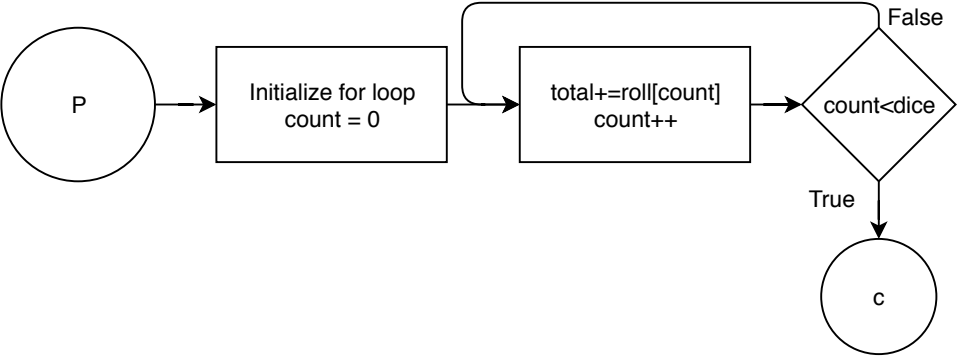 False
P
Initialize for loop
count = 0
total+=roll[count]
count++
count<dice
True
c